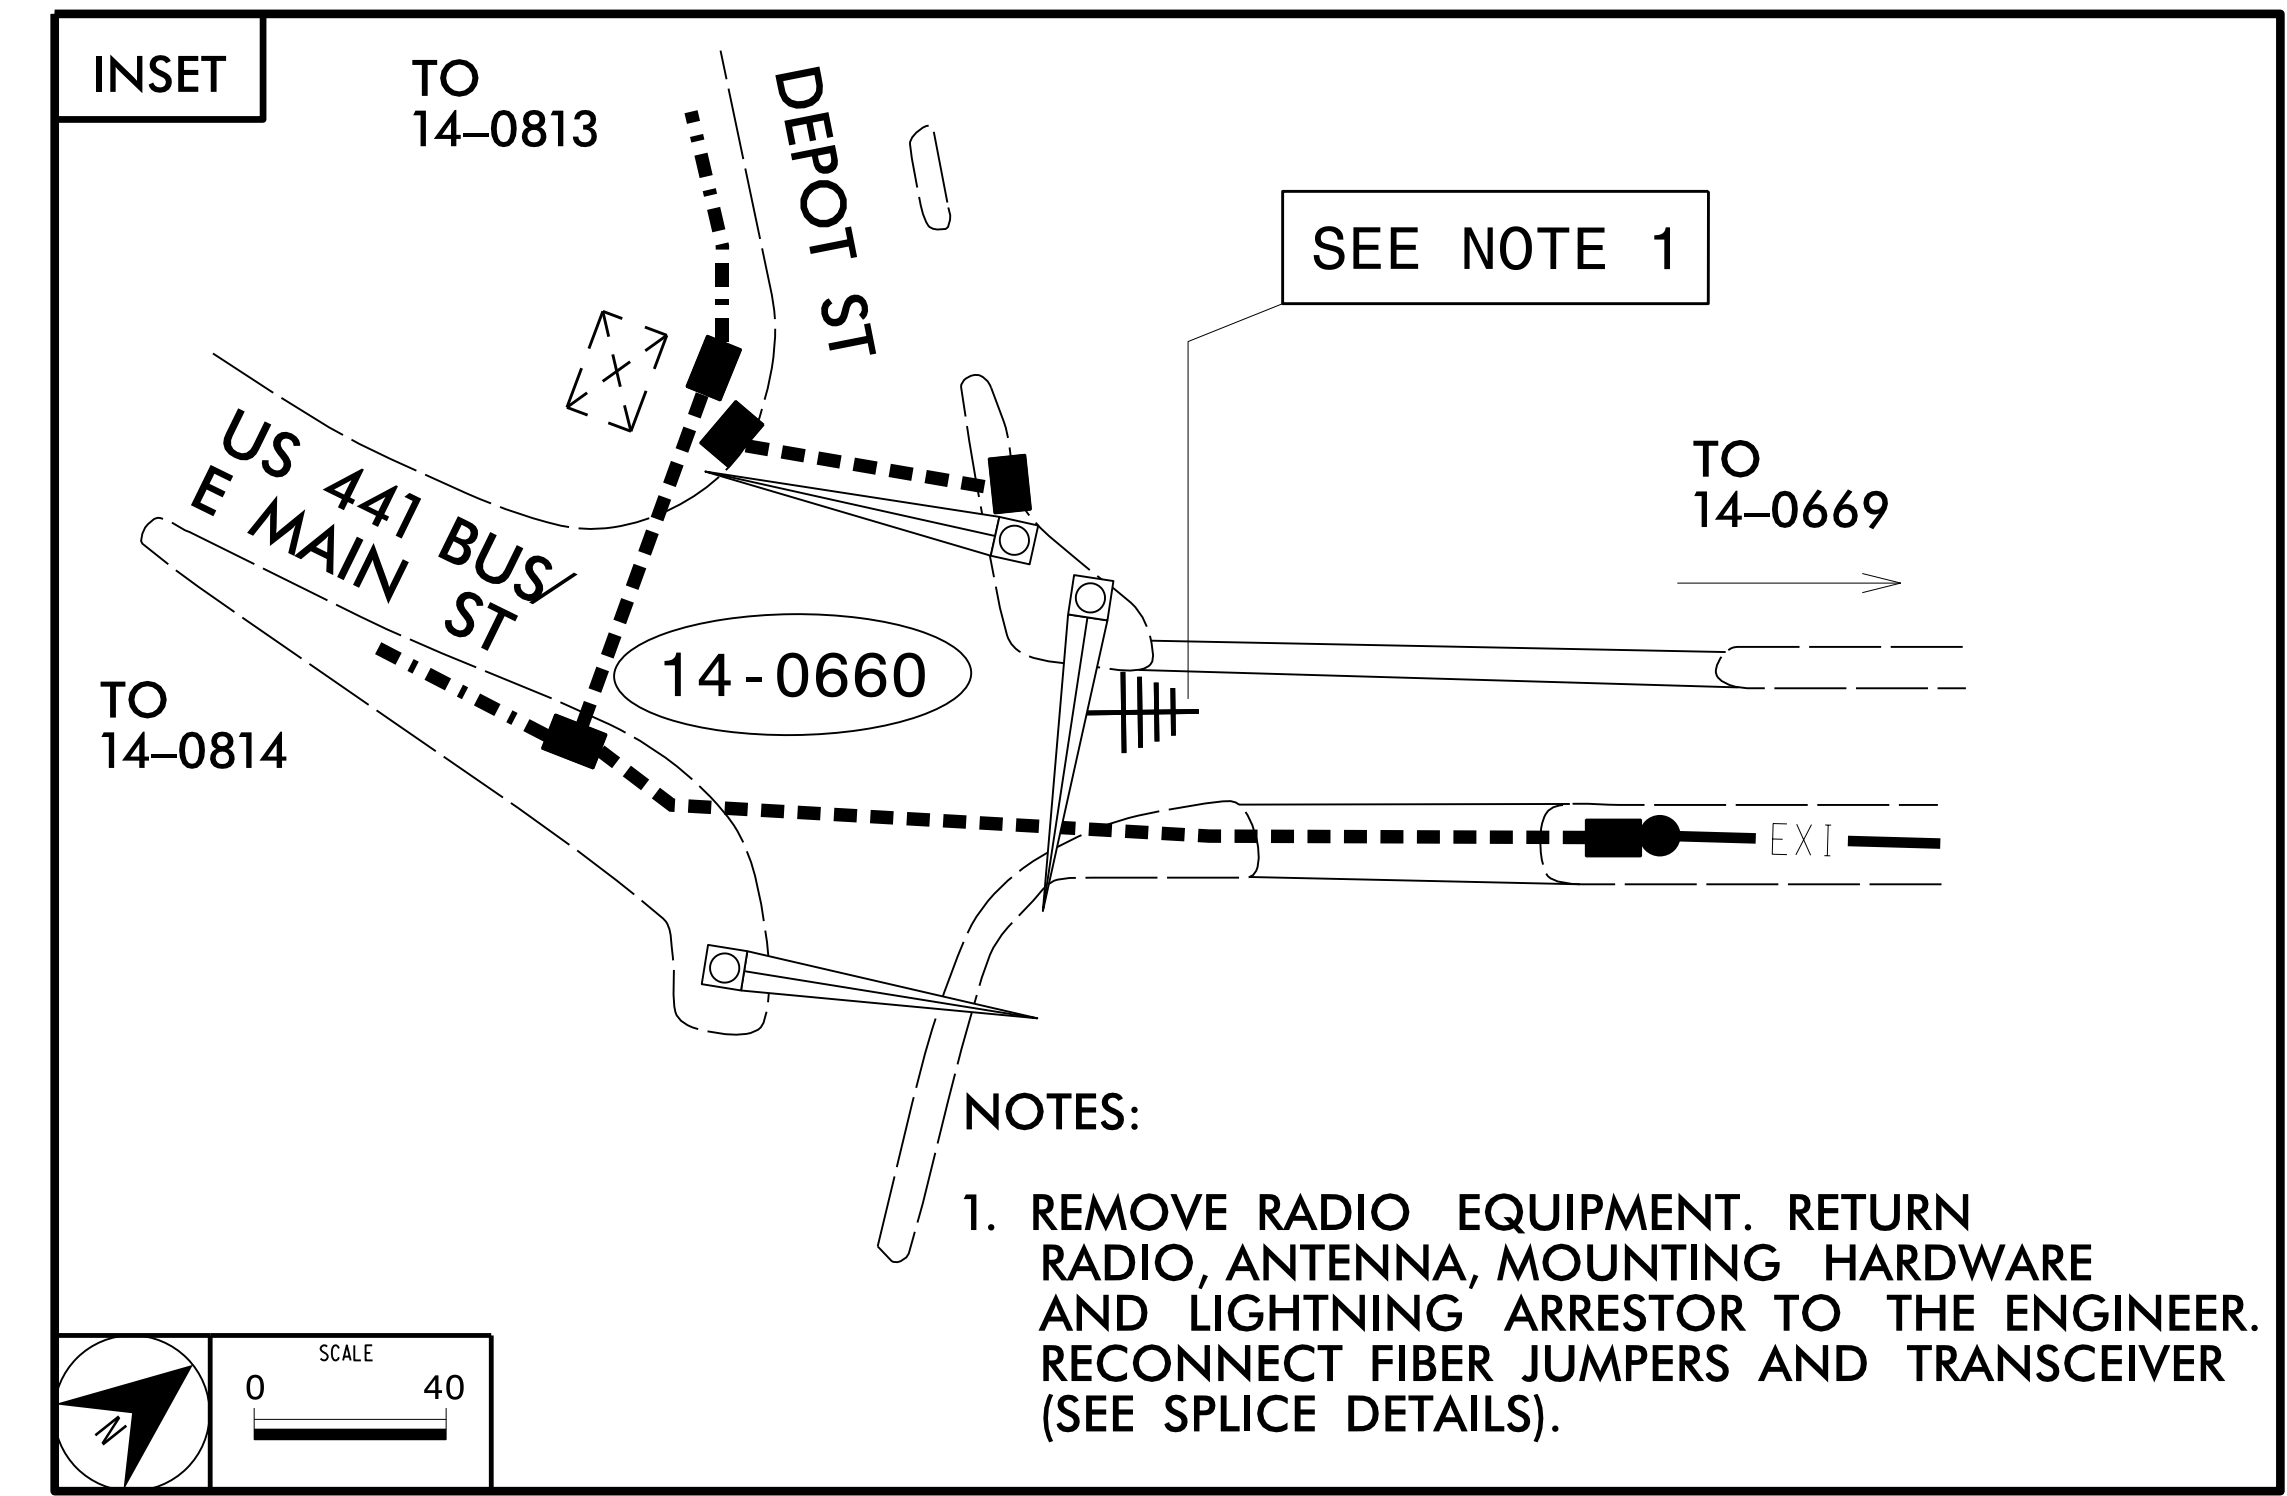 INSET
TO
14–0813
DEPOT ST
SEE NOTE 1
US 441 BUS/
E MAIN ST
TO
14–0669
14-0660
TO
14–0814
EXI
NOTES:
1. REMOVE RADIO EQUIPMENT. RETURN
RADIO, ANTENNA, MOUNTING HARDWARE
AND LIGHTNING ARRESTOR TO THE ENGINEER.
RECONNECT FIBER JUMPERS AND TRANSCEIVER
(SEE SPLICE DETAILS).
N
SCALE
0 40